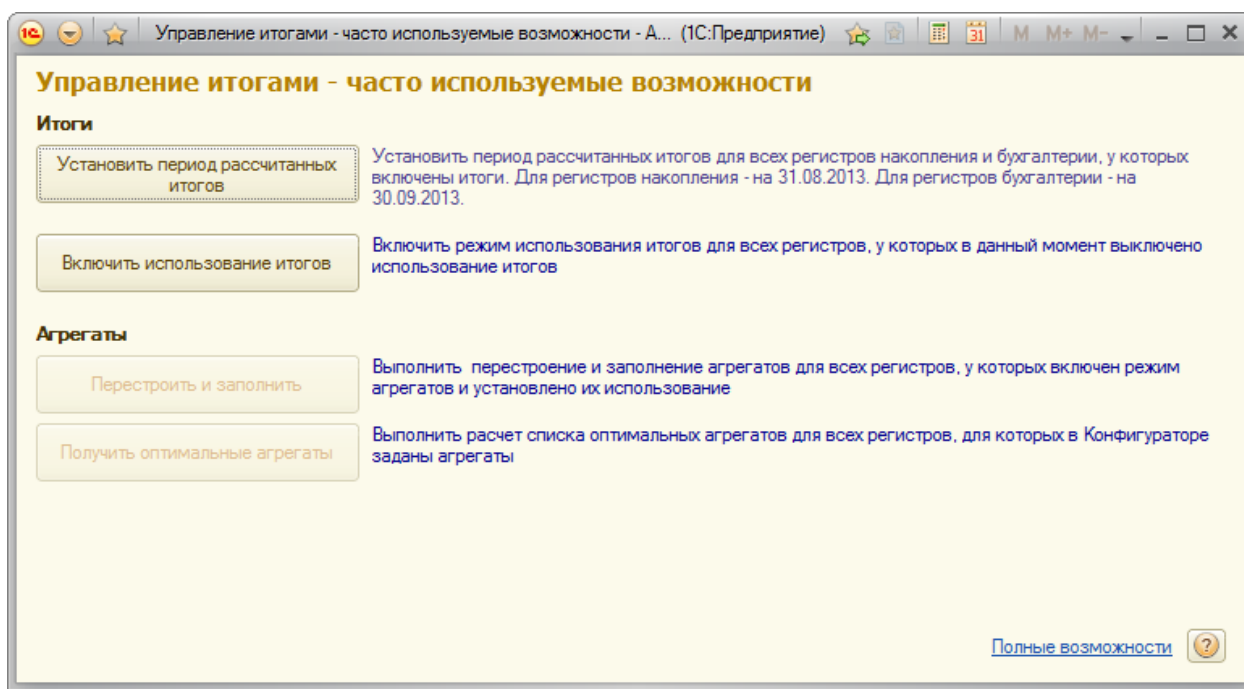 Управление итогами - часто используемые возможности - А... (1С:Предприятие) 31 M M+ M-
Управление итогами - часто используемые возможности
Итоги
Установить период рассчитанных
итогов
Установить период рассчитанных итогов для всех регистров накопления и бухгалтерии, у которых
включены итоги. Для регистров накопления - на 31.08.2013. Для регистров бухгалтерии - на
30.09.2013.
Включить использование итогов
Включить режим использования итогов для всех регистров, у которых в данный момент выключено
использование итогов
Агрегаты
Перестроить и заполнить
Выполнить  перестроение и заполнение агрегатов для всех регистров, у которых включен режим
агрегатов и установлено их использование
Получить оптимальные агрегаты
Выполнить расчет списка оптимальных агрегатов для всех регистров, для которых в Конфигураторе
заданы агрегаты
Полные возможности ?